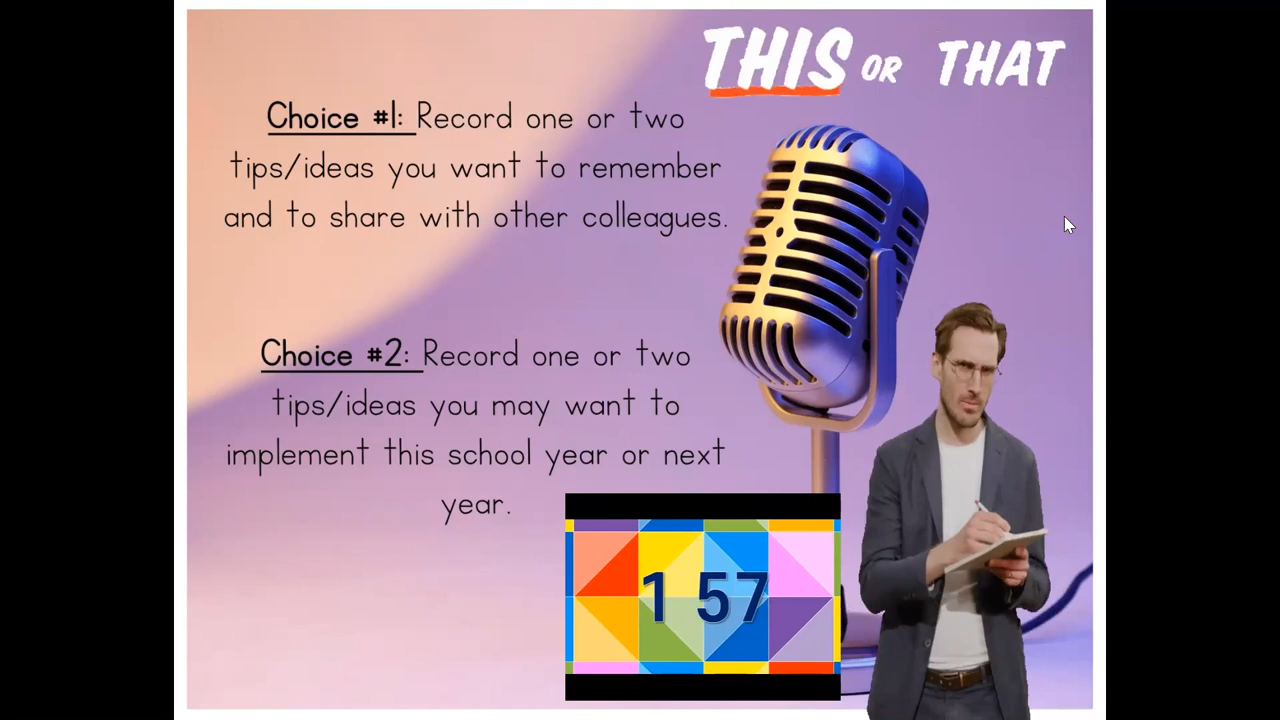 THIS OR THAT
Choice #1: Record one or two
tips/ideas you want to remember
and to share with other colleagues.
Choice #2: Record one or two
tips/ideas you may want to
implement this school year or next
year.
1 57